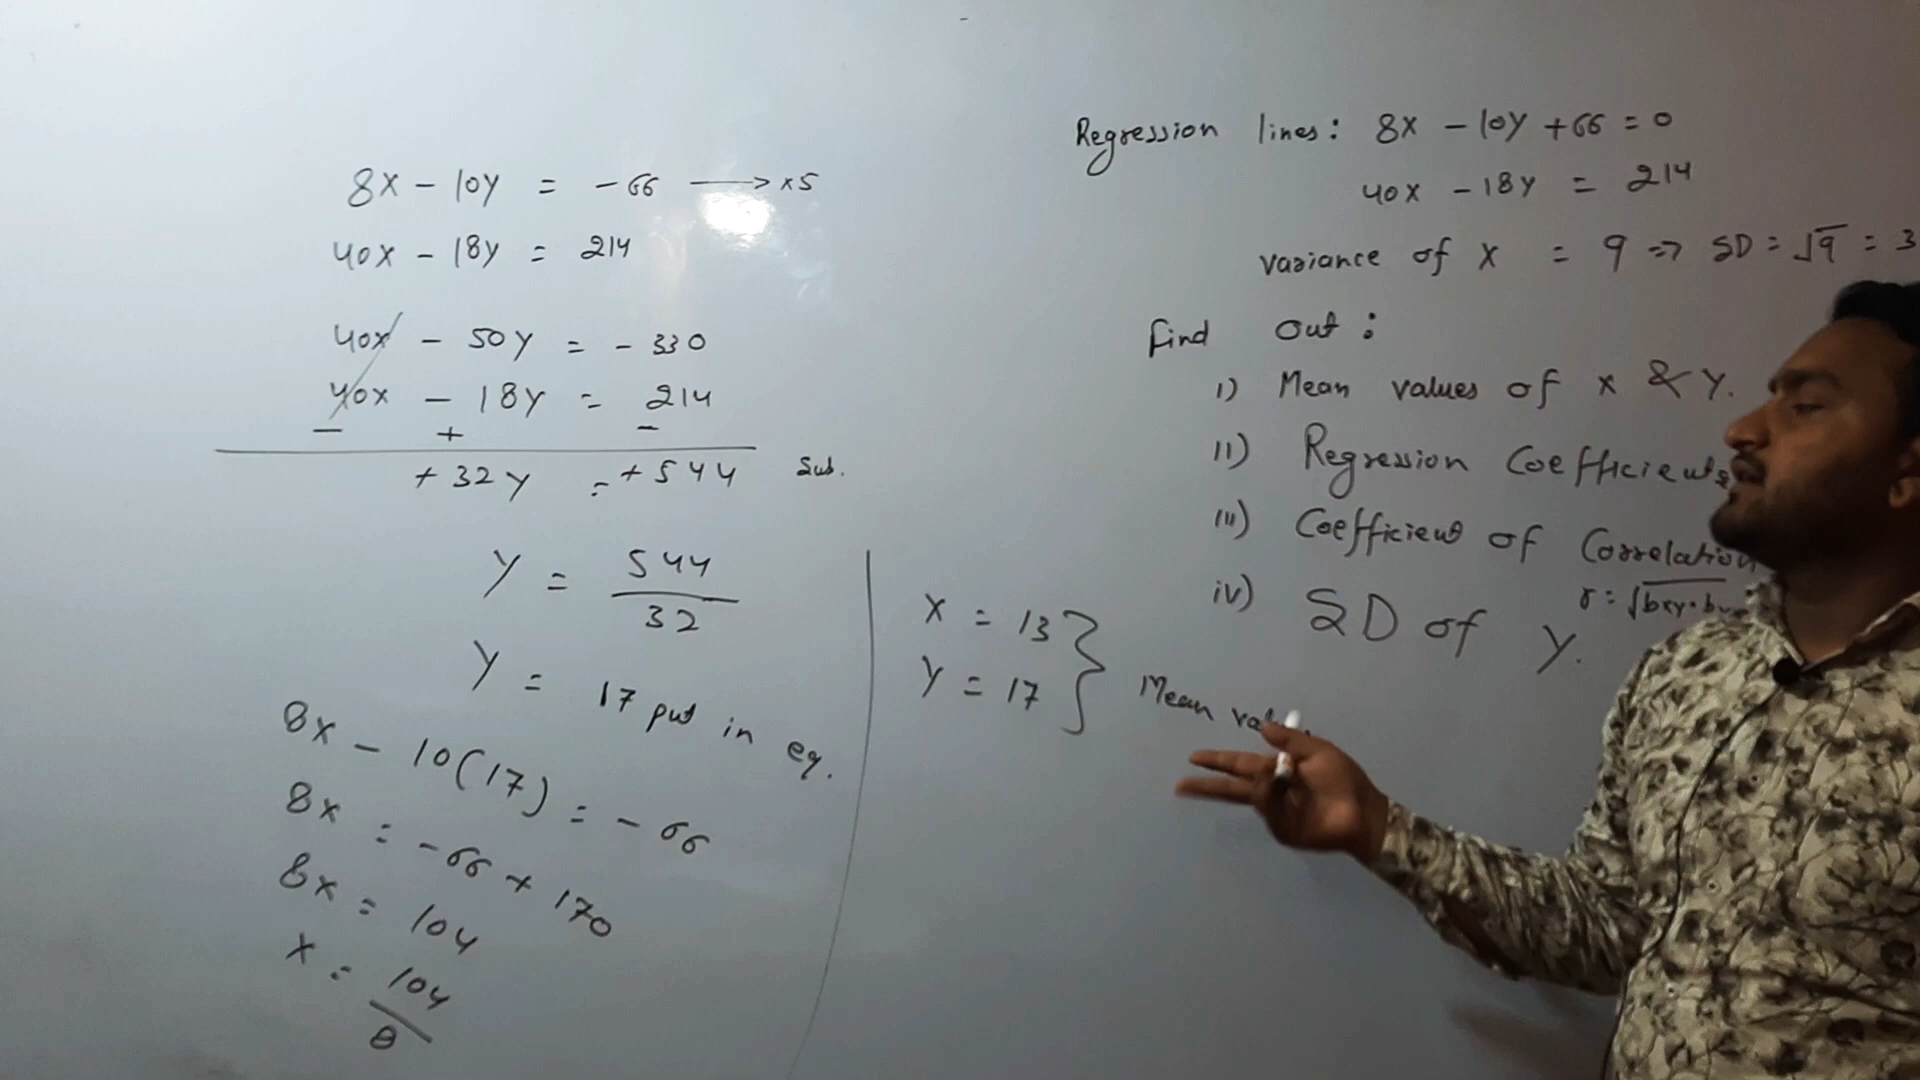 8x - 10y = - 66 ⟶ x5
40x - 18y = 214
40x - 50y = - 330
40x - 18y = 214
- + -
+ 32y = + 544 Sub.
y = 544
32
y = 17 put in eq.
8x - 10(17) = - 66
8x = - 66 + 170
8x = 104
x = 104
8
x = 13
y = 17
Mean
Regression lines: 8x - 10y + 66 = 0
40x - 18y = 214
variance of x = 9 => SD = √9 = 3
find out:
i) Mean values of x & y.
ii) Regression Coefficients
iii) Coefficient of Correlation
r = √bxy·b
iv) SD of y.